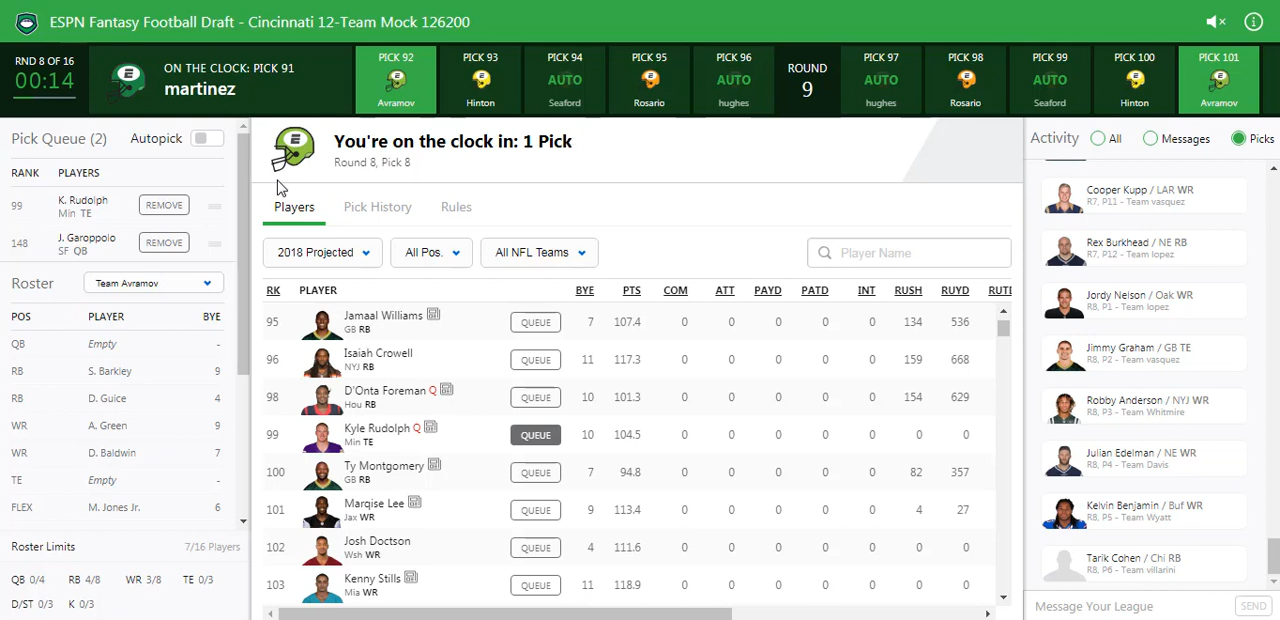 ESPN Fantasy Football Draft - Cincinnati 12-Team Mock 126200
RND 8 OF 16
00:14
ON THE CLOCK: PICK 91
martinez
PICK 92
Avramov
PICK 93
Hinton
PICK 94
AUTO
Seaford
PICK 95
Rosario
PICK 96
AUTO
hughes
ROUND
9
PICK 97
AUTO
hughes
PICK 98
Rosario
PICK 99
AUTO
Seaford
PICK 100
Hinton
PICK 101
Avramov
Pick Queue (2) Autopick
RANK PLAYERS
99 K. Rudolph REMOVE
Min TE
148 J. Garoppolo REMOVE
SF QB
Roster Team Avramov
POS PLAYER BYE
QB Empty -
RB S. Barkley 9
RB D. Guice 4
WR A. Green 9
WR D. Baldwin 7
TE Empty -
FLEX M. Jones Jr. 6
Roster Limits 7/16 Players
QB 0/4 RB 4/8 WR 3/8 TE 0/3
D/ST 0/3 K 0/3
You're on the clock in: 1 Pick
Round 8, Pick 8
Players Pick History Rules
2018 Projected All Pos. All NFL Teams Player Name
RK PLAYER BYE PTS COM ATT PAYD PATD INT RUSH RUYD RUTD
95 Jamaal Williams QUEUE 7 107.4 0 0 0 0 0 134 536
GB RB
96 Isaiah Crowell QUEUE 11 117.3 0 0 0 0 0 159 668
NYJ RB
98 D'Onta Foreman Q QUEUE 10 101.3 0 0 0 0 0 154 629
Hou RB
99 Kyle Rudolph Q QUEUE 10 104.5 0 0 0 0 0 0 0
Min TE
100 Ty Montgomery QUEUE 7 94.8 0 0 0 0 0 82 357
GB RB
101 Marqise Lee QUEUE 9 113.4 0 0 0 0 0 4 27
Jax WR
102 Josh Doctson QUEUE 4 111.6 0 0 0 0 0 0 0
Wsh WR
103 Kenny Stills QUEUE 11 118.9 0 0 0 0 0 0 0
Mia WR
Activity All Messages Picks
Cooper Kupp / LAR WR
R7, P11 - Team vasquez
Rex Burkhead / NE RB
R7, P12 - Team lopez
Jordy Nelson / Oak WR
R8, P1 - Team lopez
Jimmy Graham / GB TE
R8, P2 - Team vasquez
Robby Anderson / NYJ WR
R8, P3 - Team Whitmire
Julian Edelman / NE WR
R8, P4 - Team Davis
Kelvin Benjamin / Buf WR
R8, P5 - Team Wyatt
Tarik Cohen / Chi RB
R8, P6 - Team villarini
Message Your League SEND